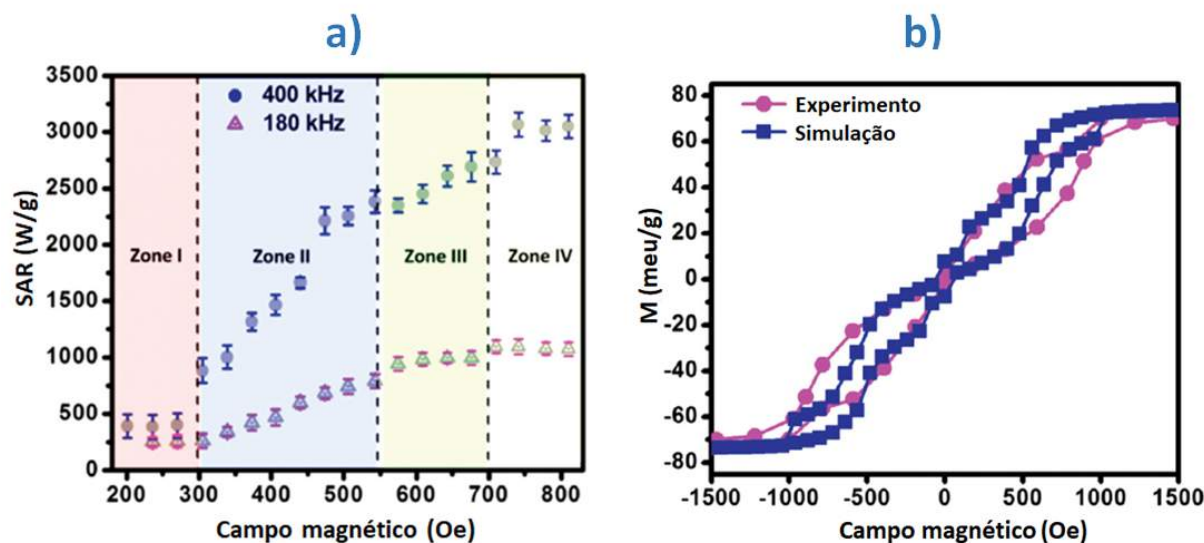 a)
SAR (W/g)
3500
3000
2500
2000
1500
1000
500
0
400 kHz
180 kHz
Zone I
Zone II
Zone III
Zone IV
200 300 400 500 600 700 800
Campo magnético (Oe)
b)
M (meu/g)
80
60
40
20
0
-20
-40
-60
-80
Experimento
Simulação
-1500 -1000 -500 0 500 1000 1500
Campo magnético (Oe)